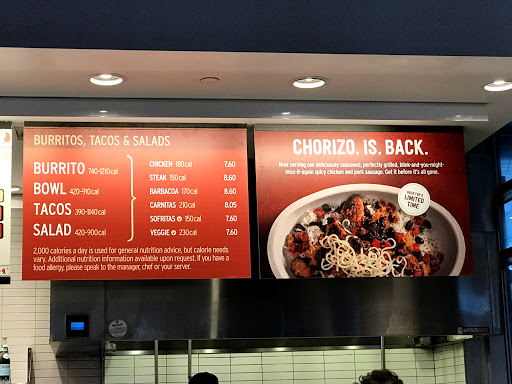 BURRITOS, TACOS & SALADS
BURRITO 740-1210cal
BOWL 420-910cal
TACOS 390-1140cal
SALAD 420-900cal
CHICKEN 180cal 7.60
STEAK 150cal 8.60
BARBACOA 170cal 8.60
CARNITAS 210cal 8.05
SOFRITAS 150cal 7.60
VEGGIE 230cal 7.60
2,000 calories a day is used for general nutrition advice, but calorie needs
vary. Additional nutrition information available upon request. If you have a
food allergy, please speak to the manager, chef or your server.
CHORIZO. IS. BACK.
Now serving our deliciously seasoned, perfectly grilled, blink-and-you-might-
miss-it-again spicy chicken and pork sausage. Get it before it's all gone.
LIMITED
TIME